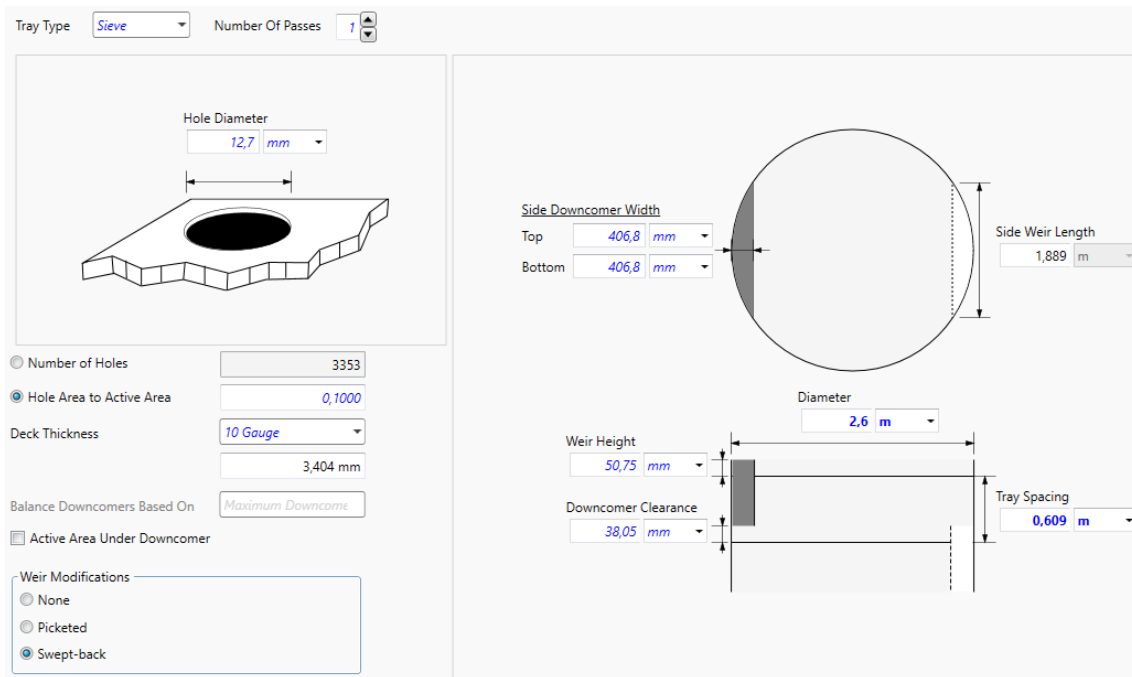 Tray Type Sieve Number Of Passes 1
Hole Diameter
12,7 mm
Side Downcomer Width
Top 406,8 mm
Bottom 406,8 mm
Side Weir Length
1,889 m
Number of Holes 3353
Hole Area to Active Area 0,1000
Deck Thickness 10 Gauge
3,404 mm
Balance Downcomers Based On Maximum Downcome
Active Area Under Downcomer
Weir Modifications
None
Picketed
Swept-back
Diameter
2,6 m
Weir Height
50,75 mm
Downcomer Clearance
38,05 mm
Tray Spacing
0,609 m